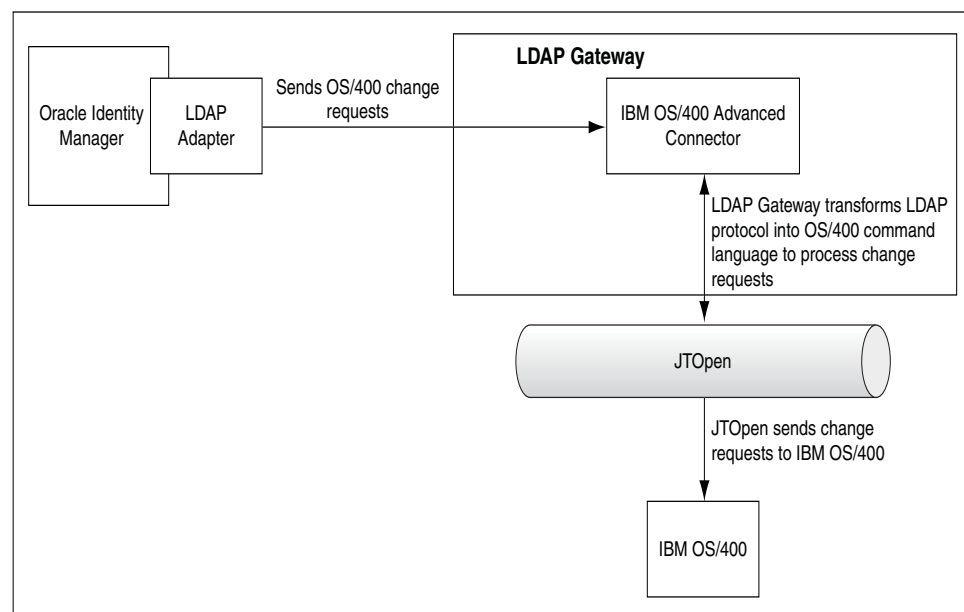 LDAP Gateway
Sends OS/400 change
requests
Oracle Identity
Manager
LDAP
Adapter
IBM OS/400 Advanced
Connector
LDAP Gateway transforms LDAP
protocol into OS/400 command
language to process change
requests
JTOpen
JTOpen sends change
requests to IBM OS/400
IBM OS/400